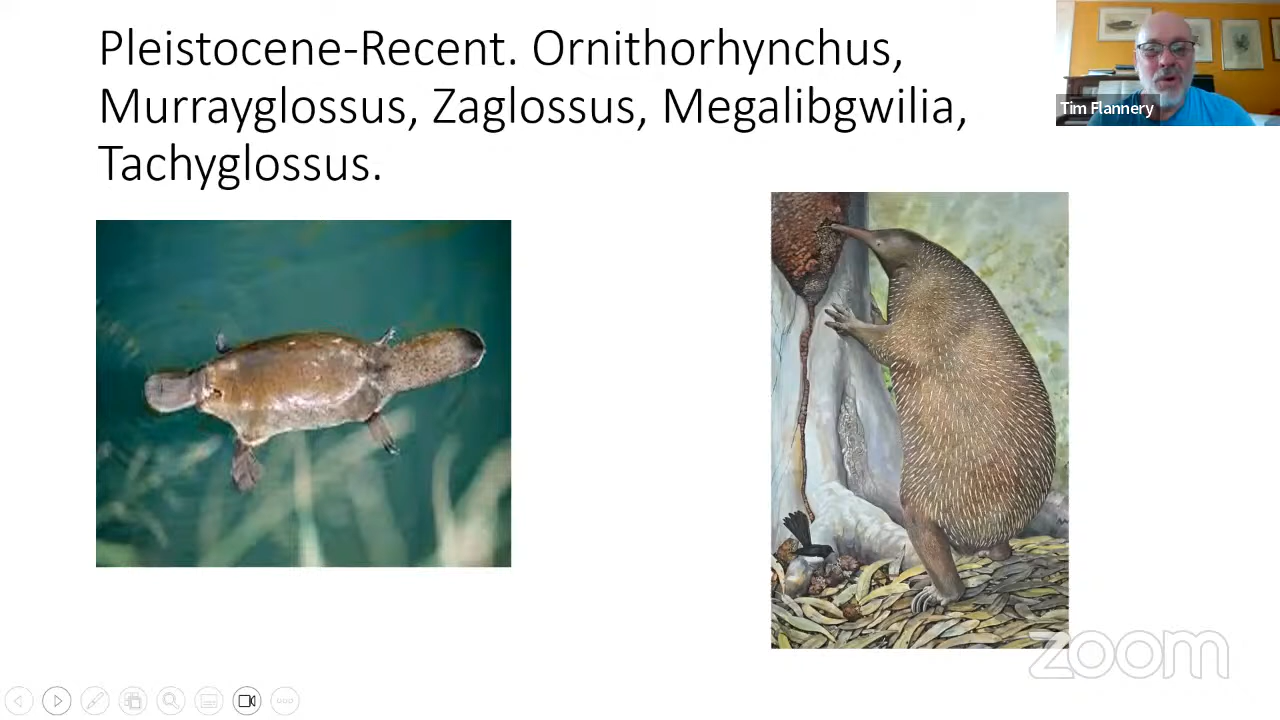 Pleistocene-Recent. Ornithorhynchus,
Murrayglossus, Zaglossus, Megalibgwilia,
Tachyglossus.
Tim Flannery
zoom